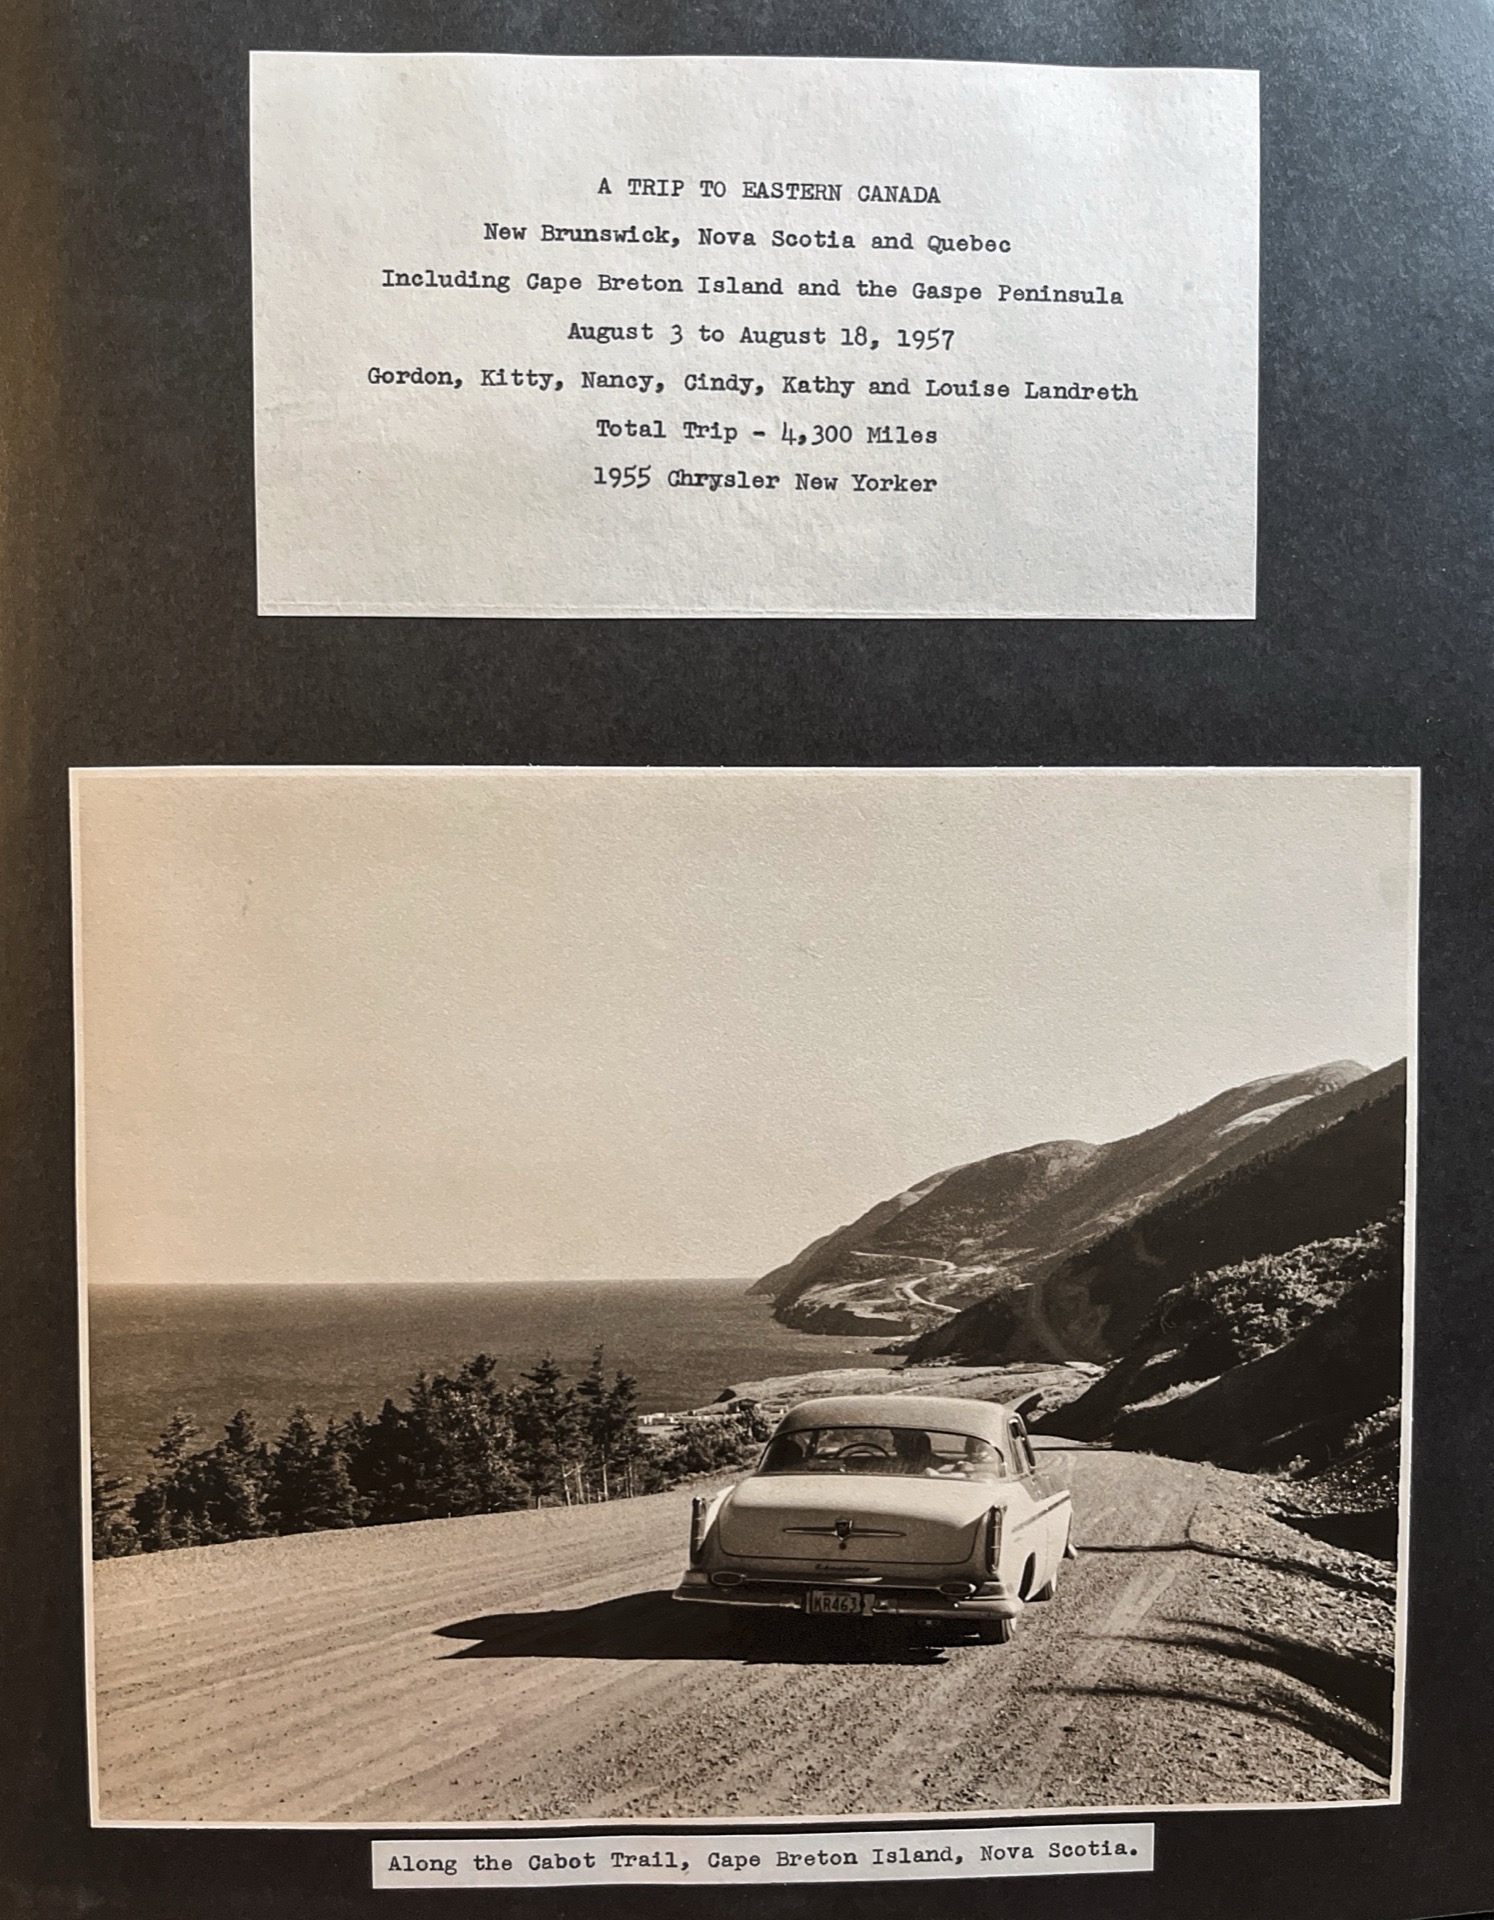 A TRIP TO EASTERN CANADA
New Brunswick, Nova Scotia and Quebec
Including Cape Breton Island and the Gaspe Peninsula
August 3 to August 18, 1957
Gordon, Kitty, Nancy, Cindy, Kathy and Louise Landreth
Total Trip - 4,300 Miles
1955 Chrysler New Yorker
Along the Cabot Trail, Cape Breton Island, Nova Scotia.